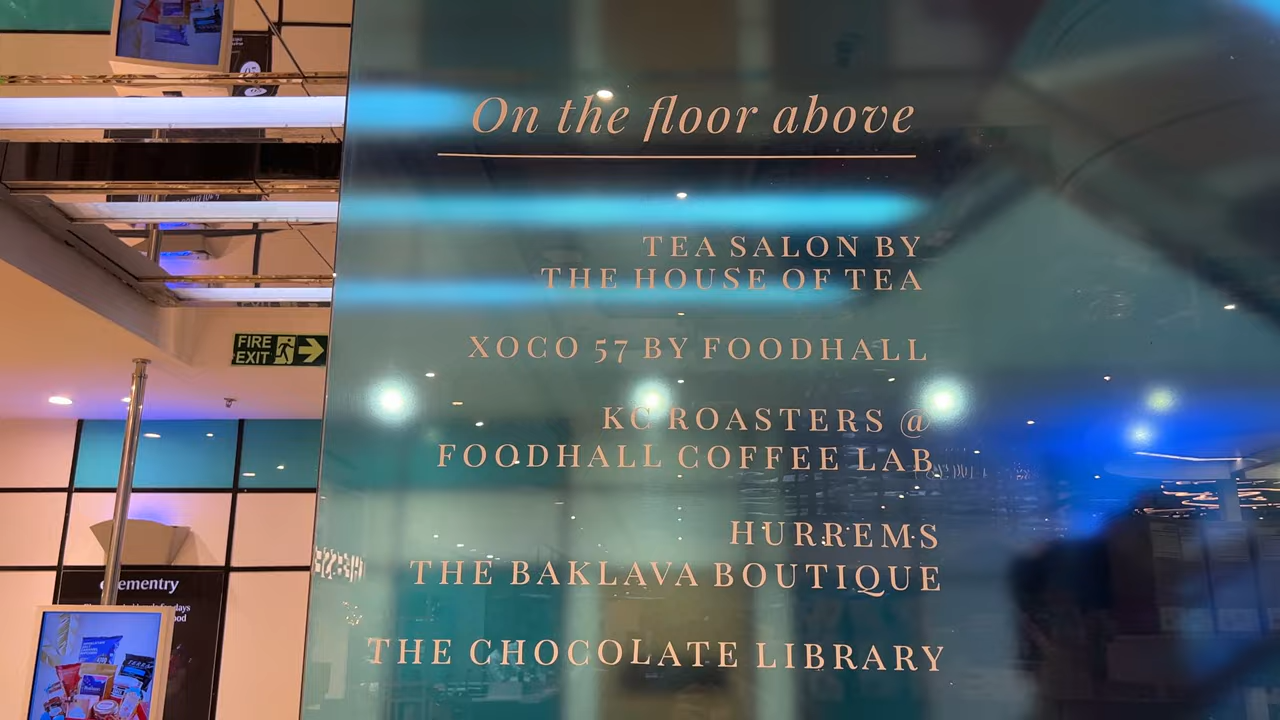 On the floor above
TEA SALON BY
THE HOUSE OF TEA
XOCO 57 BY FOODHALL
KC ROASTERS @
FOODHALL COFFEE LAB
HURREMS
THE BAKLAVA BOUTIQUE
THE CHOCOLATE LIBRARY
FIRE
EXIT